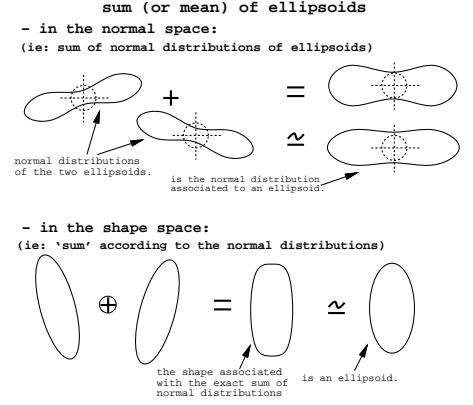 sum (or mean) of ellipsoids
- in the normal space:
(ie: sum of normal distributions of ellipsoids)
+
=
≃
normal distributions
of the two ellipsoids.
is the normal distribution
associated to an ellipsoid.
- in the shape space:
(ie: ‘sum’ according to the normal distributions)
⊕
=
≃
the shape associated
with the exact sum of
normal distributions
is an ellipsoid.